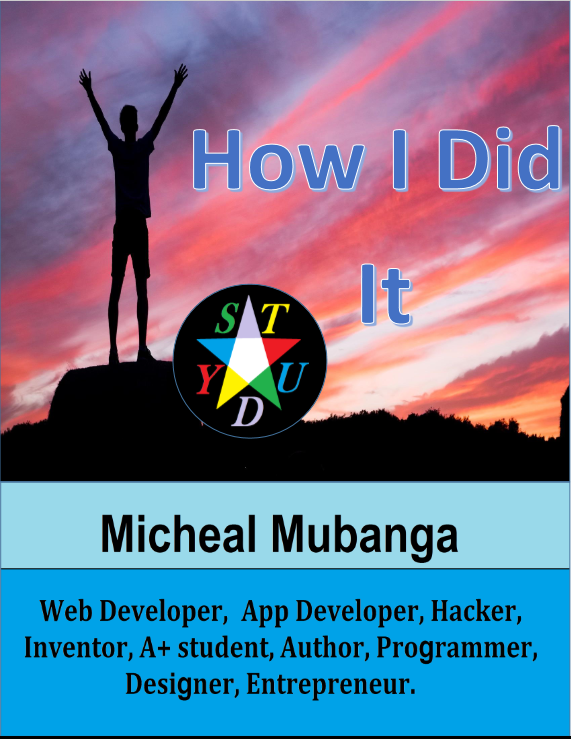 How I Did
It
S T
Y U
D
Micheal Mubanga
Web Developer,  App Developer, Hacker,
Inventor, A+ student, Author, Programmer,
Designer, Entrepreneur.